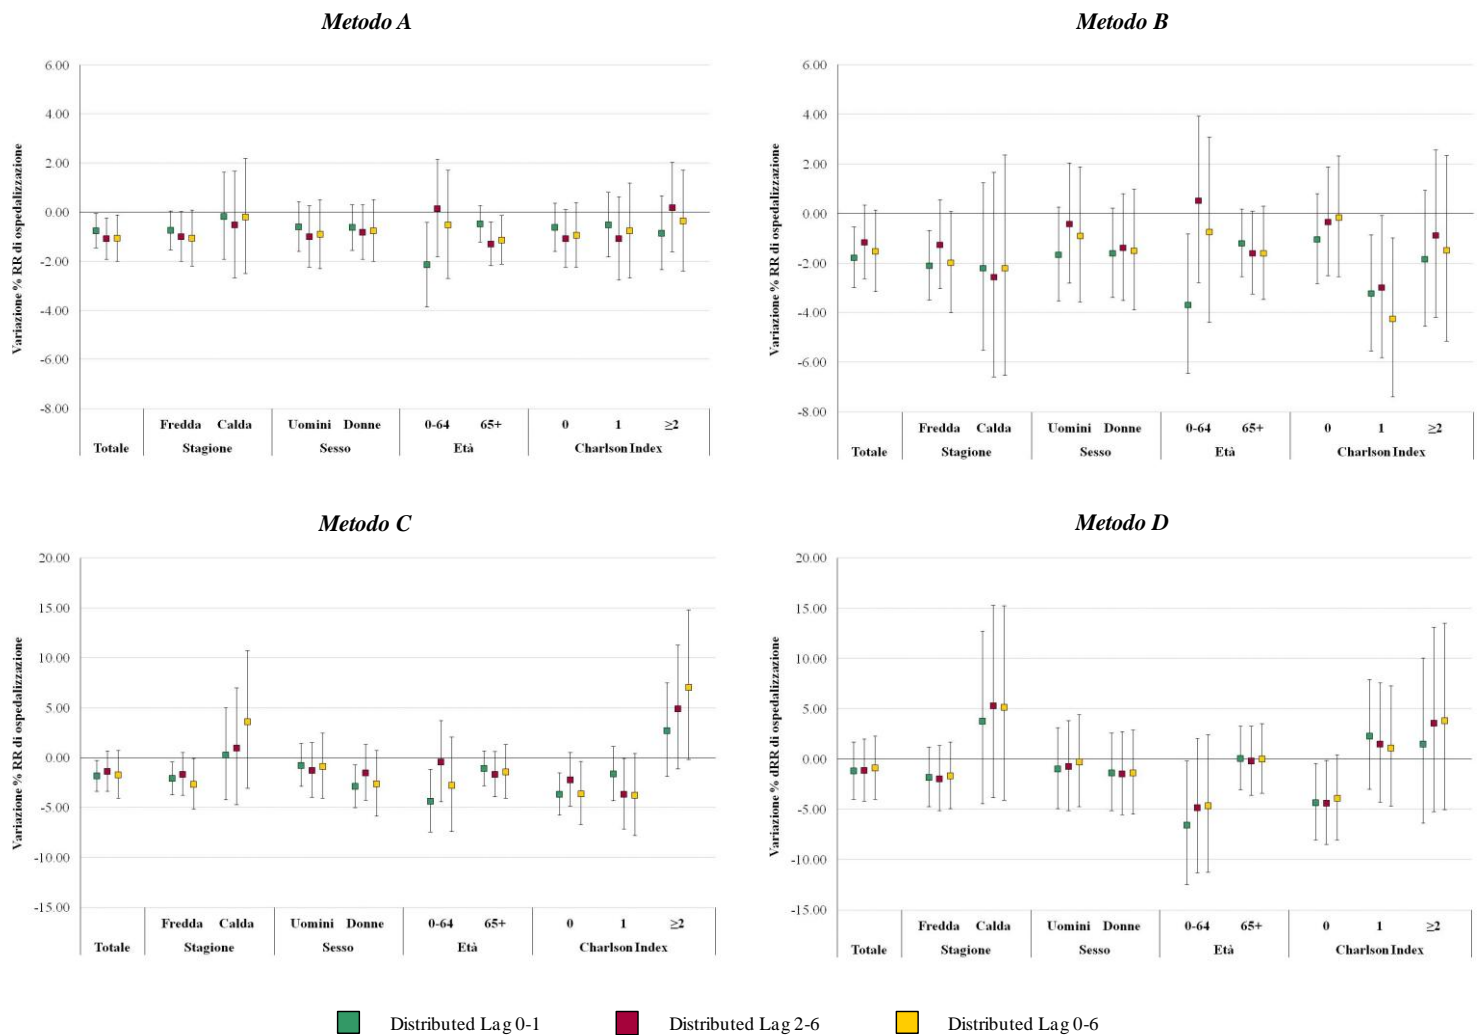 Metodo A
Variazione % RR di ospedalizzazione
6.00
4.00
2.00
0.00
-2.00
-4.00
-6.00
-8.00
Fredda Calda Uomini Donne 0-64 65+ 0 1 ≥2
Totale Stagione Sesso Età Charlson Index
Metodo B
Variazione % RR di ospedalizzazione
6.00
4.00
2.00
0.00
-2.00
-4.00
-6.00
-8.00
Fredda Calda Uomini Donne 0-64 65+ 0 1 ≥2
Totale Stagione Sesso Età Charlson Index
Metodo C
Variazione % RR di ospedalizzazione
20.00
15.00
10.00
5.00
0.00
-5.00
-10.00
-15.00
Fredda Calda Uomini Donne 0-64 65+ 0 1 ≥2
Totale Stagione Sesso Età Charlson Index
Metodo D
Variazione % dRR di ospedalizzazione
20.00
15.00
10.00
5.00
0.00
-5.00
-10.00
-15.00
Fredda Calda Uomini Donne 0-64 65+ 0 1 ≥2
Totale Stagione Sesso Età Charlson Index
Distributed Lag 0-1 Distributed Lag 2-6 Distributed Lag 0-6